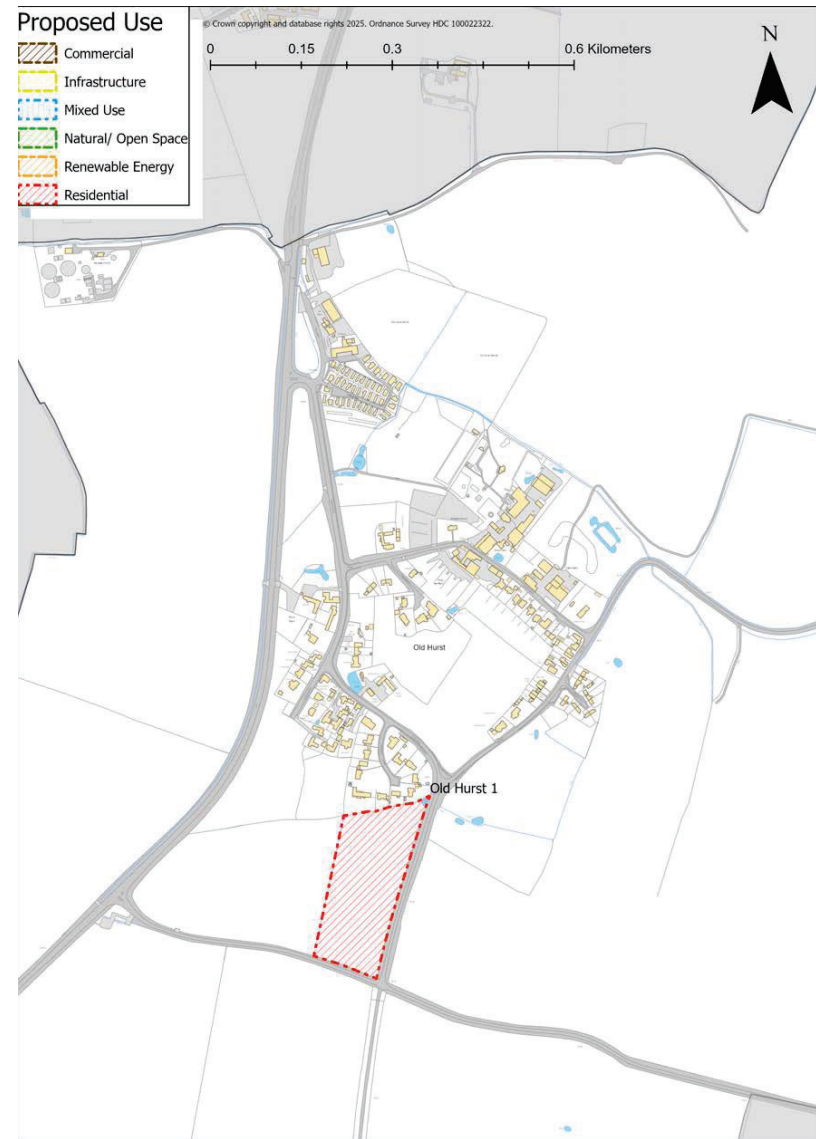 Proposed Use
Commercial
Infrastructure
Mixed Use
Natural/ Open Space
Renewable Energy
Residential
© Crown copyright and database rights 2025. Ordnance Survey HDC 100022322.
0 0.15 0.3 0.6 Kilometers
N
Old Hurst
Old Hurst 1